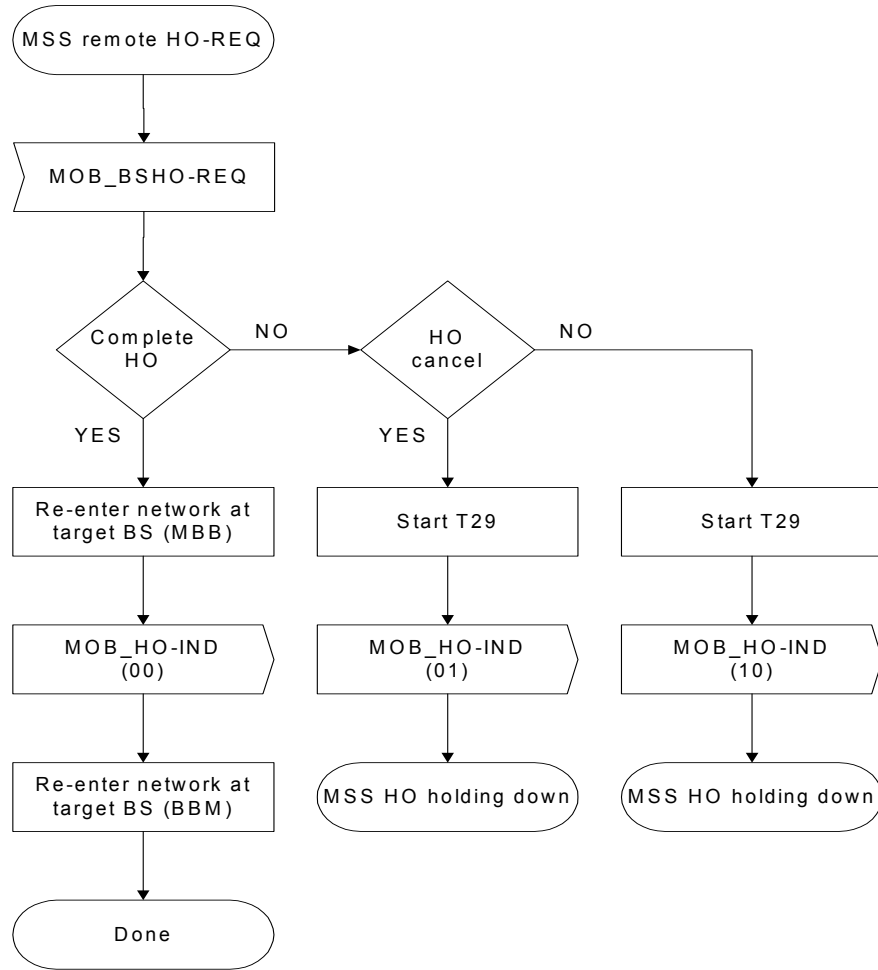 MSS remote HO-REQ
MOB_BSHO-REQ
Complete
HO
NO
HO
cancel
NO
YES
YES
Re-enter network at
target BS (MBB)
Start T29
Start T29
MOB_HO-IND
(00)
MOB_HO-IND
(01)
MOB_HO-IND
(10)
Re-enter network at
target BS (BBM)
MSS HO holding down
MSS HO holding down
Done